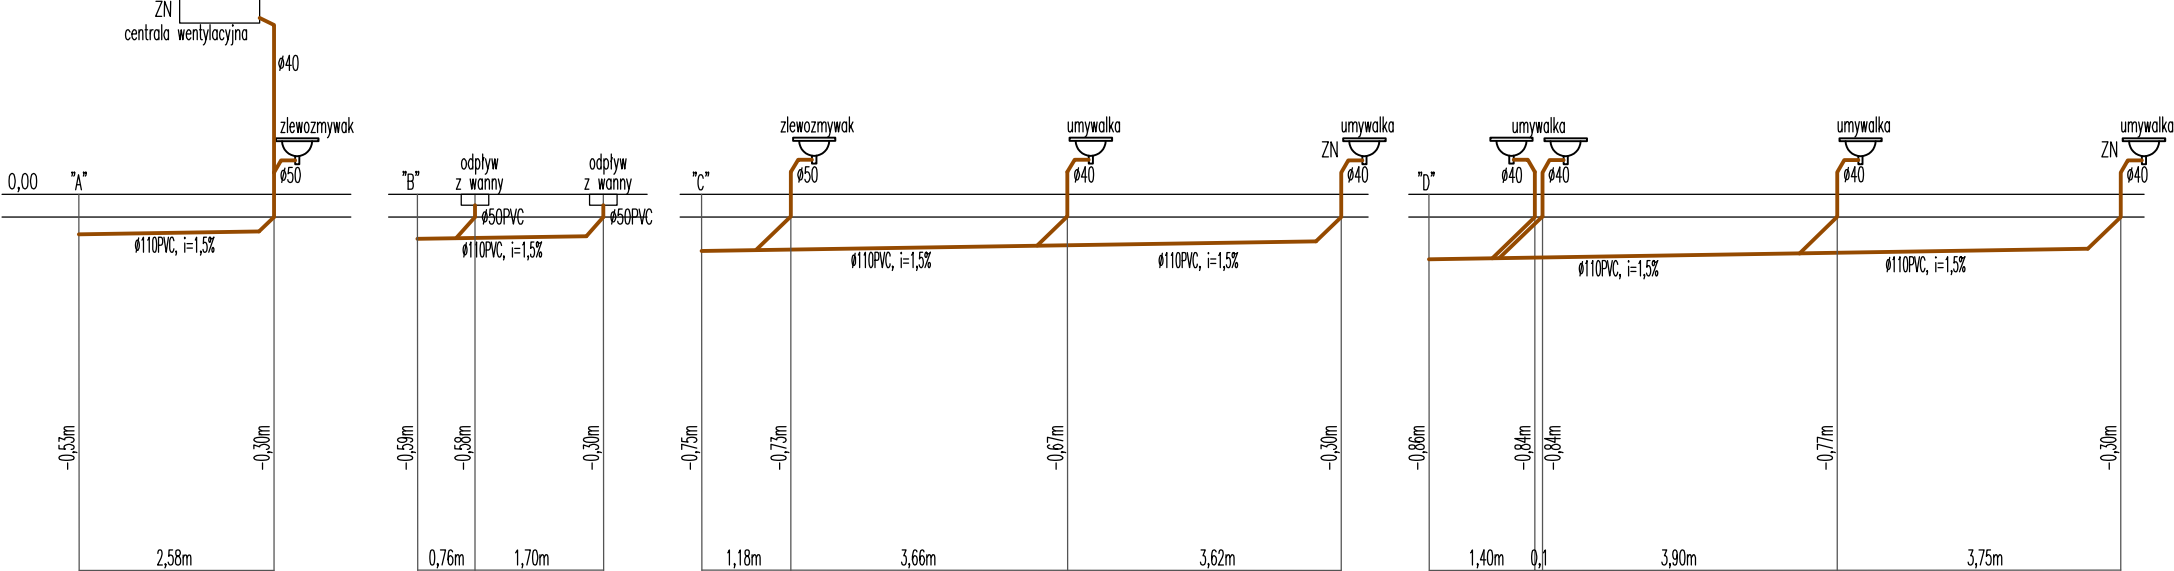 ZN
centrala wentylacyjna
ø40
zlewozmywak
ø50
0,00
"A"
ø110PVC, i=1,5%
-0,53m
-0,30m
2,58m
"B"
odpływ
z wanny
odpływ
z wanny
ø50PVC
ø50PVC
ø110PVC, i=1,5%
-0,59m
-0,58m
-0,30m
0,76m
1,70m
"C"
zlewozmywak
ø50
umywalka
ø40
umywalka
ZN
ø40
ø110PVC, i=1,5%
ø110PVC, i=1,5%
-0,75m
-0,73m
-0,67m
-0,30m
1,18m
3,66m
3,62m
"D"
umywalka
ø40
ø40
umywalka
ø40
umywalka
ZN
ø40
ø110PVC, i=1,5%
ø110PVC, i=1,5%
-0,86m
-0,84m
-0,84m
-0,77m
-0,30m
1,40m
0,1
3,90m
3,75m